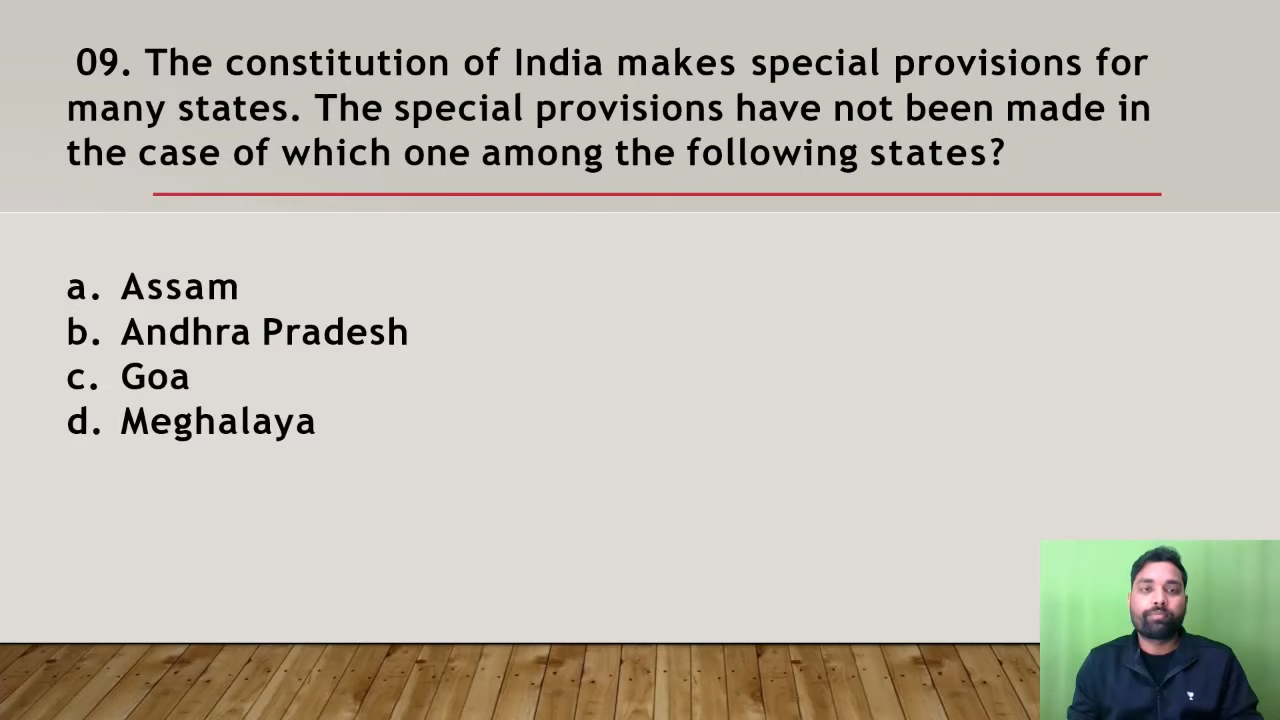 09. The constitution of India makes special provisions for
many states. The special provisions have not been made in
the case of which one among the following states?
a. Assam
b. Andhra Pradesh
c. Goa
d. Meghalaya